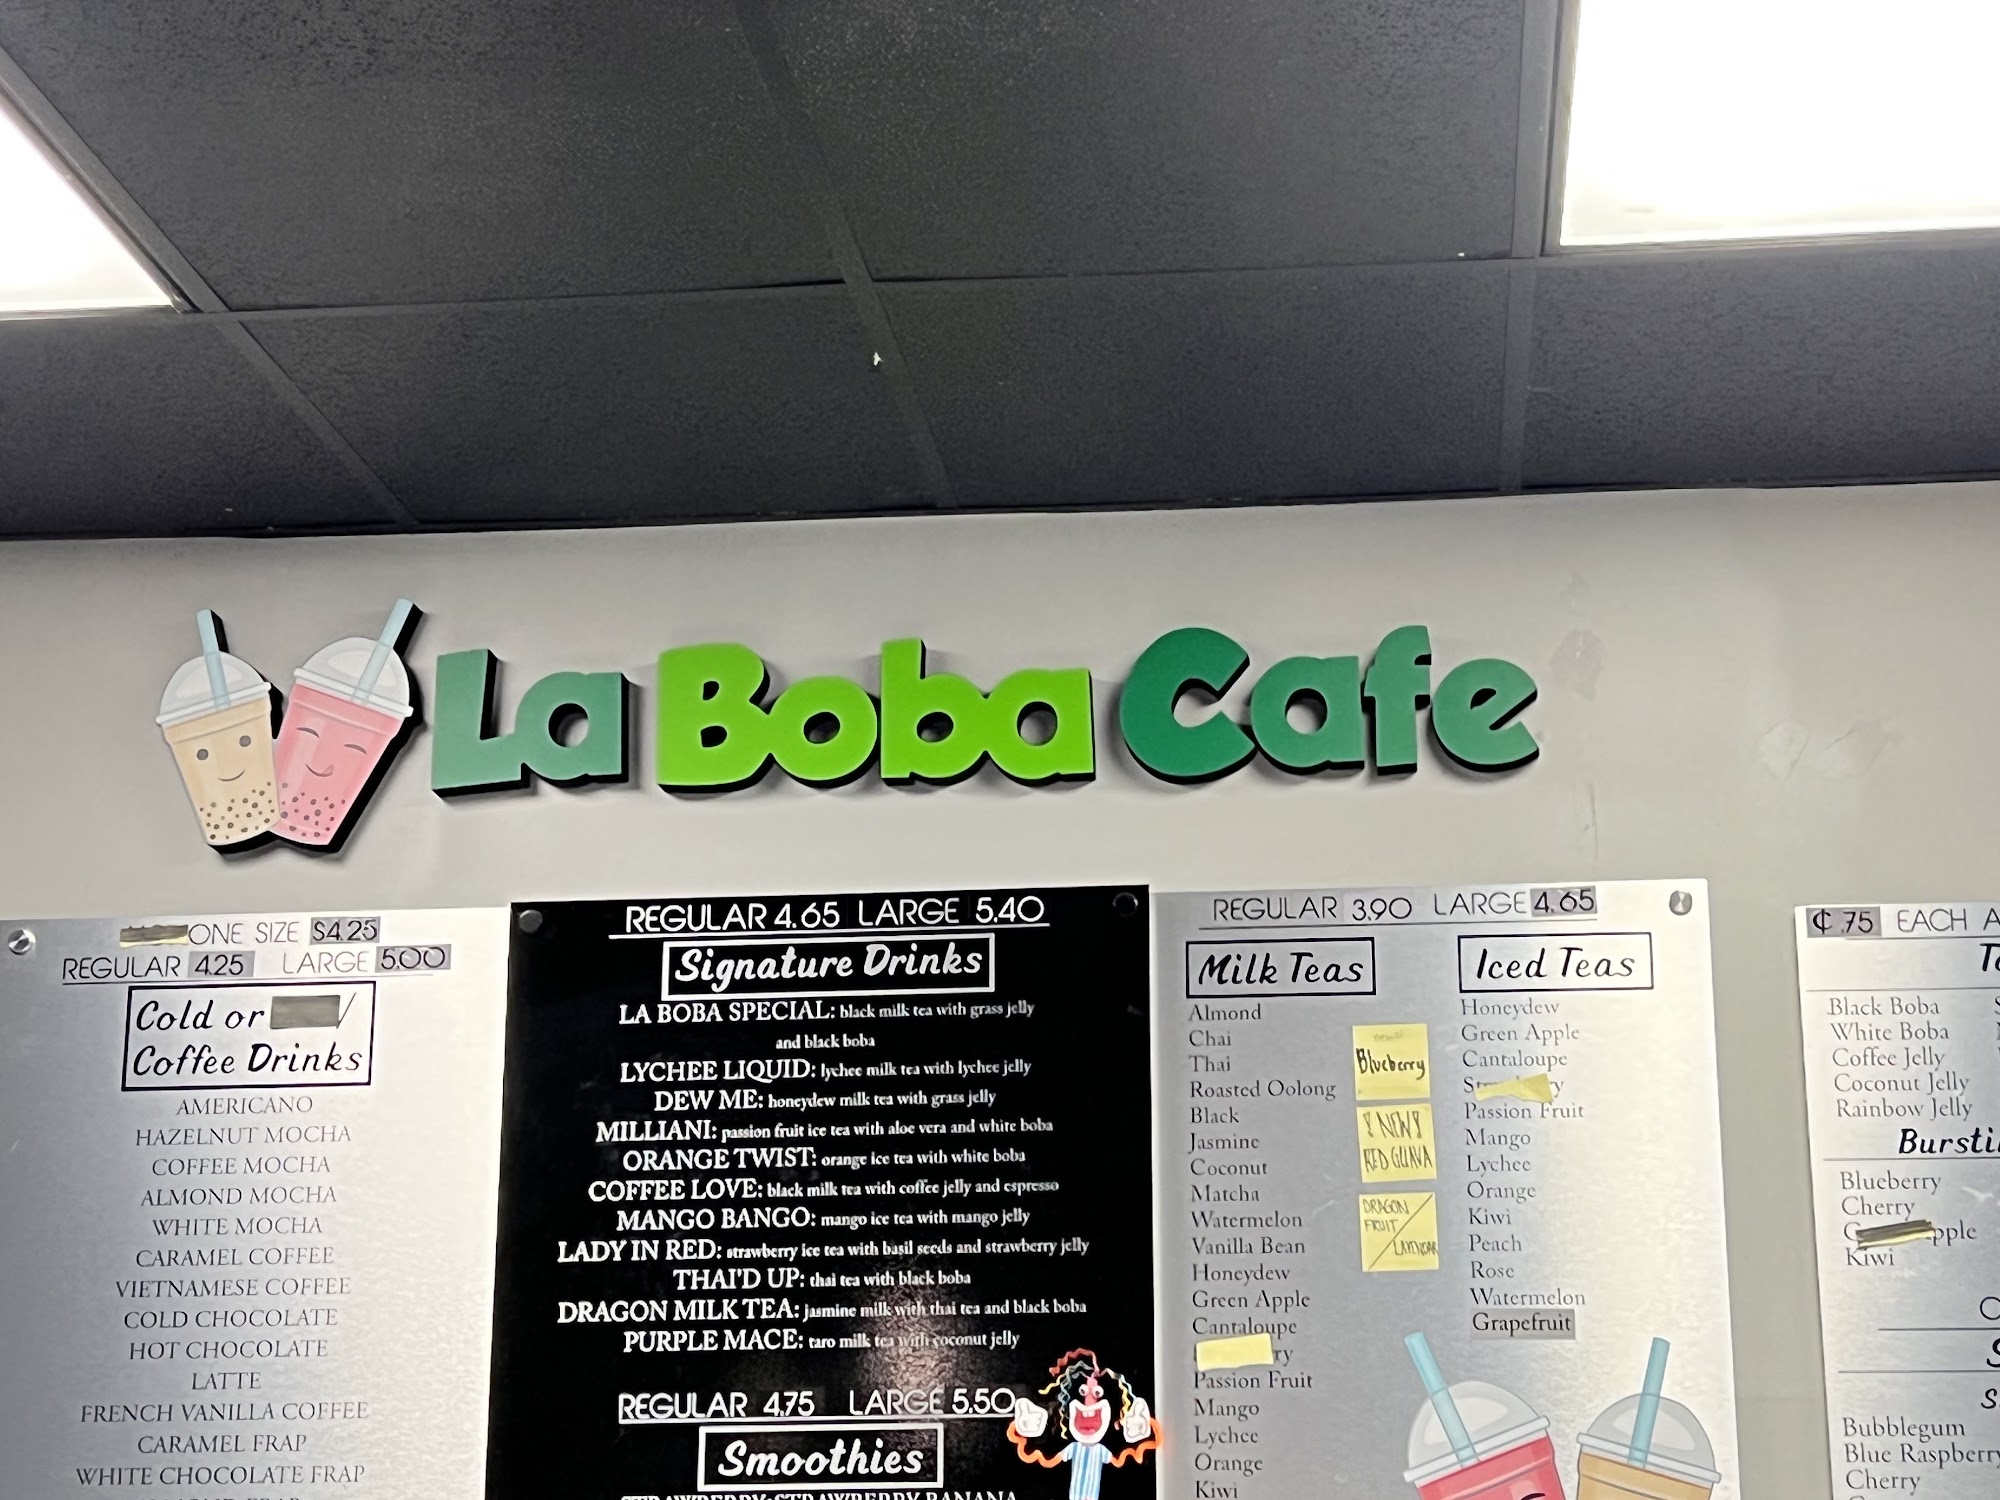 La Boba Cafe
ONE SIZE $4.25
REGULAR 4.25 LARGE 5.00
Cold or
Coffee Drinks
AMERICANO
HAZELNUT MOCHA
COFFEE MOCHA
ALMOND MOCHA
WHITE MOCHA
CARAMEL COFFEE
VIETNAMESE COFFEE
COLD CHOCOLATE
HOT CHOCOLATE
LATTE
FRENCH VANILLA COFFEE
CARAMEL FRAP
WHITE CHOCOLATE FRAP
REGULAR 4.65 LARGE 5.40
Signature Drinks
LA BOBA SPECIAL: black milk tea with grass jelly
and black boba
LYCHEE LIQUID: lychee milk tea with lychee jelly
DEW ME: honeydew milk tea with grass jelly
MILLIANI: passion fruit ice tea with aloe vera and white boba
ORANGE TWIST: orange ice tea with white boba
COFFEE LOVE: black milk tea with coffee jelly and espresso
MANGO BANGO: mango ice tea with mango jelly
LADY IN RED: strawberry ice tea with basil seeds and strawberry jelly
THAI'D UP: thai tea with black boba
DRAGON MILK TEA: jasmine milk with thai tea and black boba
PURPLE MACE: taro milk tea with coconut jelly
REGULAR 4.75 LARGE 5.50
Smoothies
REGULAR 3.90 LARGE 4.65
Milk Teas
Almond
Chai
Thai
Roasted Oolong
Black
Jasmine
Coconut
Matcha
Watermelon
Vanilla Bean
Honeydew
Green Apple
Cantaloupe
Passion Fruit
Mango
Lychee
Orange
Kiwi
Blueberry
NEW
RED GUAVA
DRAGON
FRUIT
Iced Teas
Honeydew
Green Apple
Cantaloupe
Passion Fruit
Mango
Lychee
Orange
Kiwi
Peach
Rose
Watermelon
Grapefruit
₵ .75 EACH
Black Boba
White Boba
Coffee Jelly
Coconut Jelly
Rainbow Jelly
Blueberry
Cherry
Kiwi
Bubblegum
Blue Raspberry
Cherry